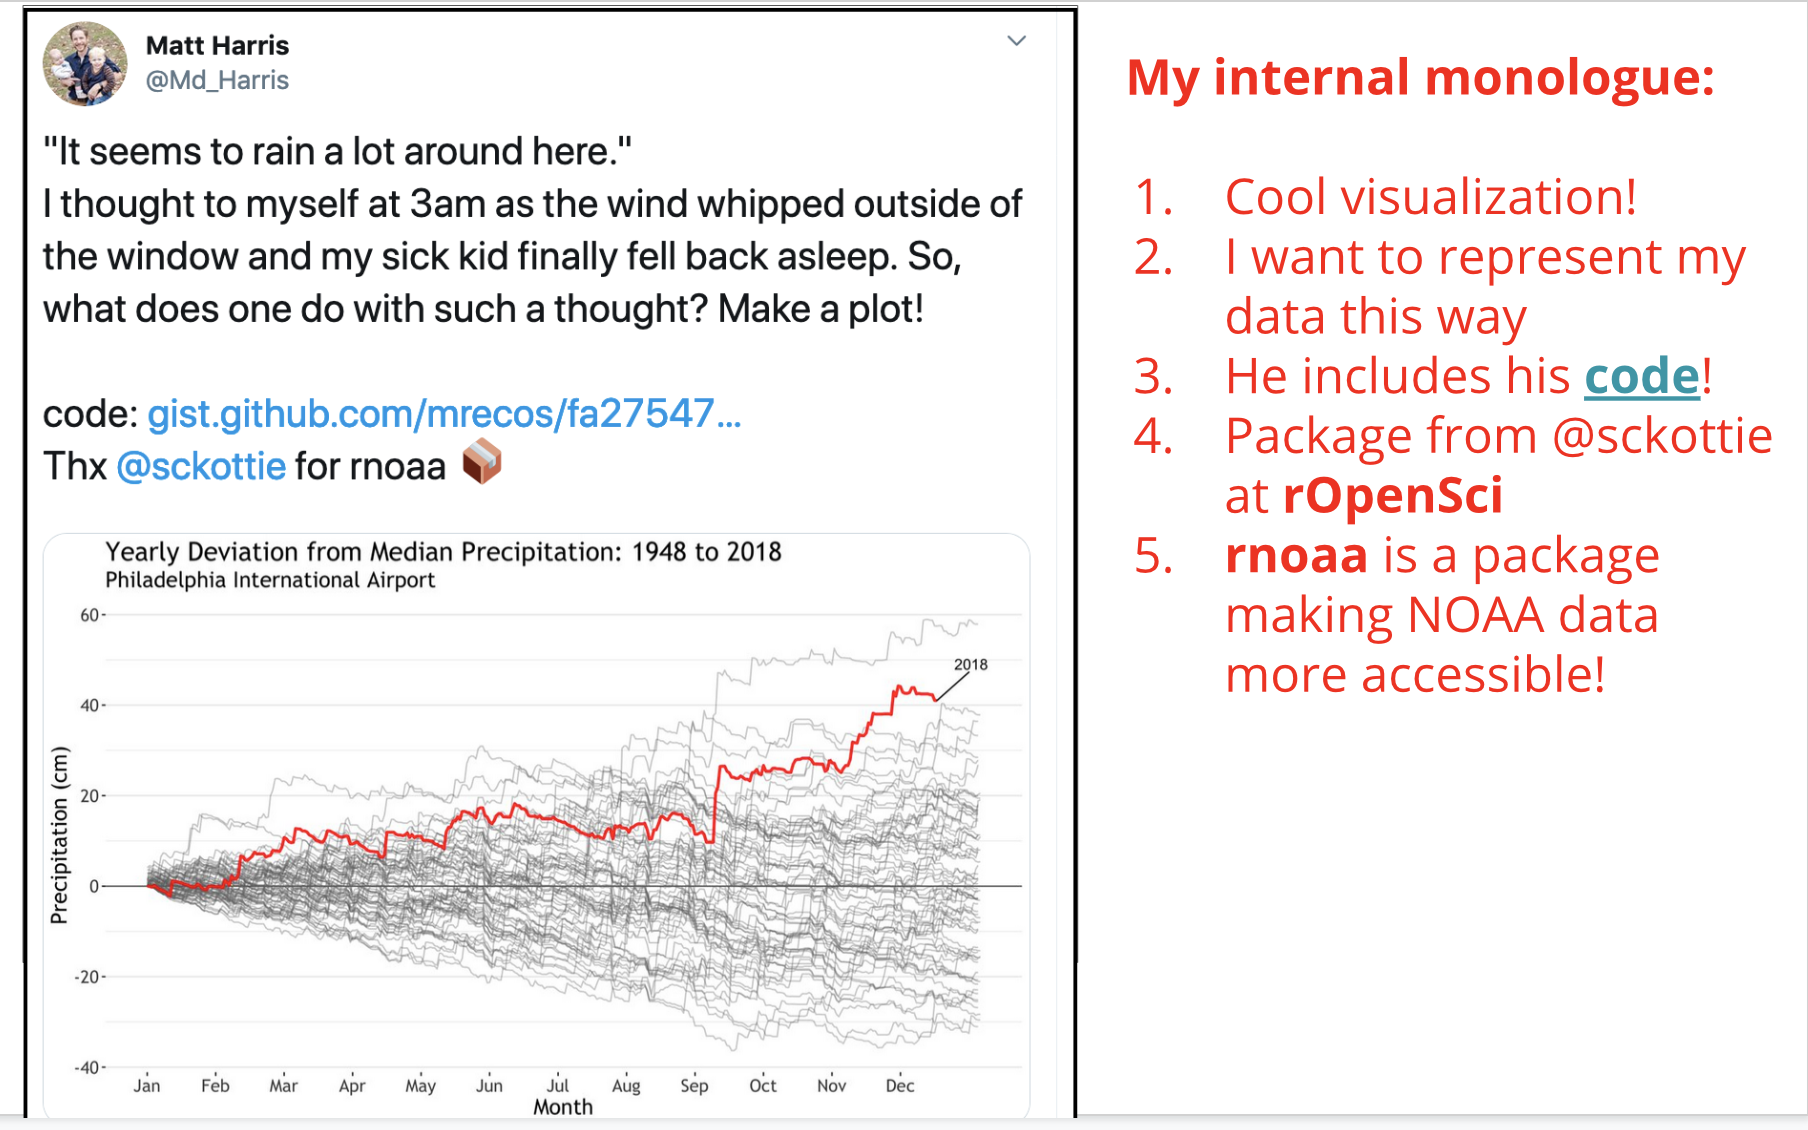 Matt Harris
@Md_Harris
"It seems to rain a lot around here."
I thought to myself at 3am as the wind whipped outside of
the window and my sick kid finally fell back asleep. So,
what does one do with such a thought? Make a plot!
code: gist.github.com/mrecos/fa27547...
Thx @sckottie for rnoaa 📦
Yearly Deviation from Median Precipitation: 1948 to 2018
Philadelphia International Airport
60
40
20
0
-20
-40
Precipitation (cm)
2018
Jan Feb Mar Apr May Jun Jul Aug Sep Oct Nov Dec
Month
My internal monologue:
1. Cool visualization!
2. I want to represent my
data this way
3. He includes his code!
4. Package from @sckottie
at rOpenSci
5. rnoaa is a package
making NOAA data
more accessible!